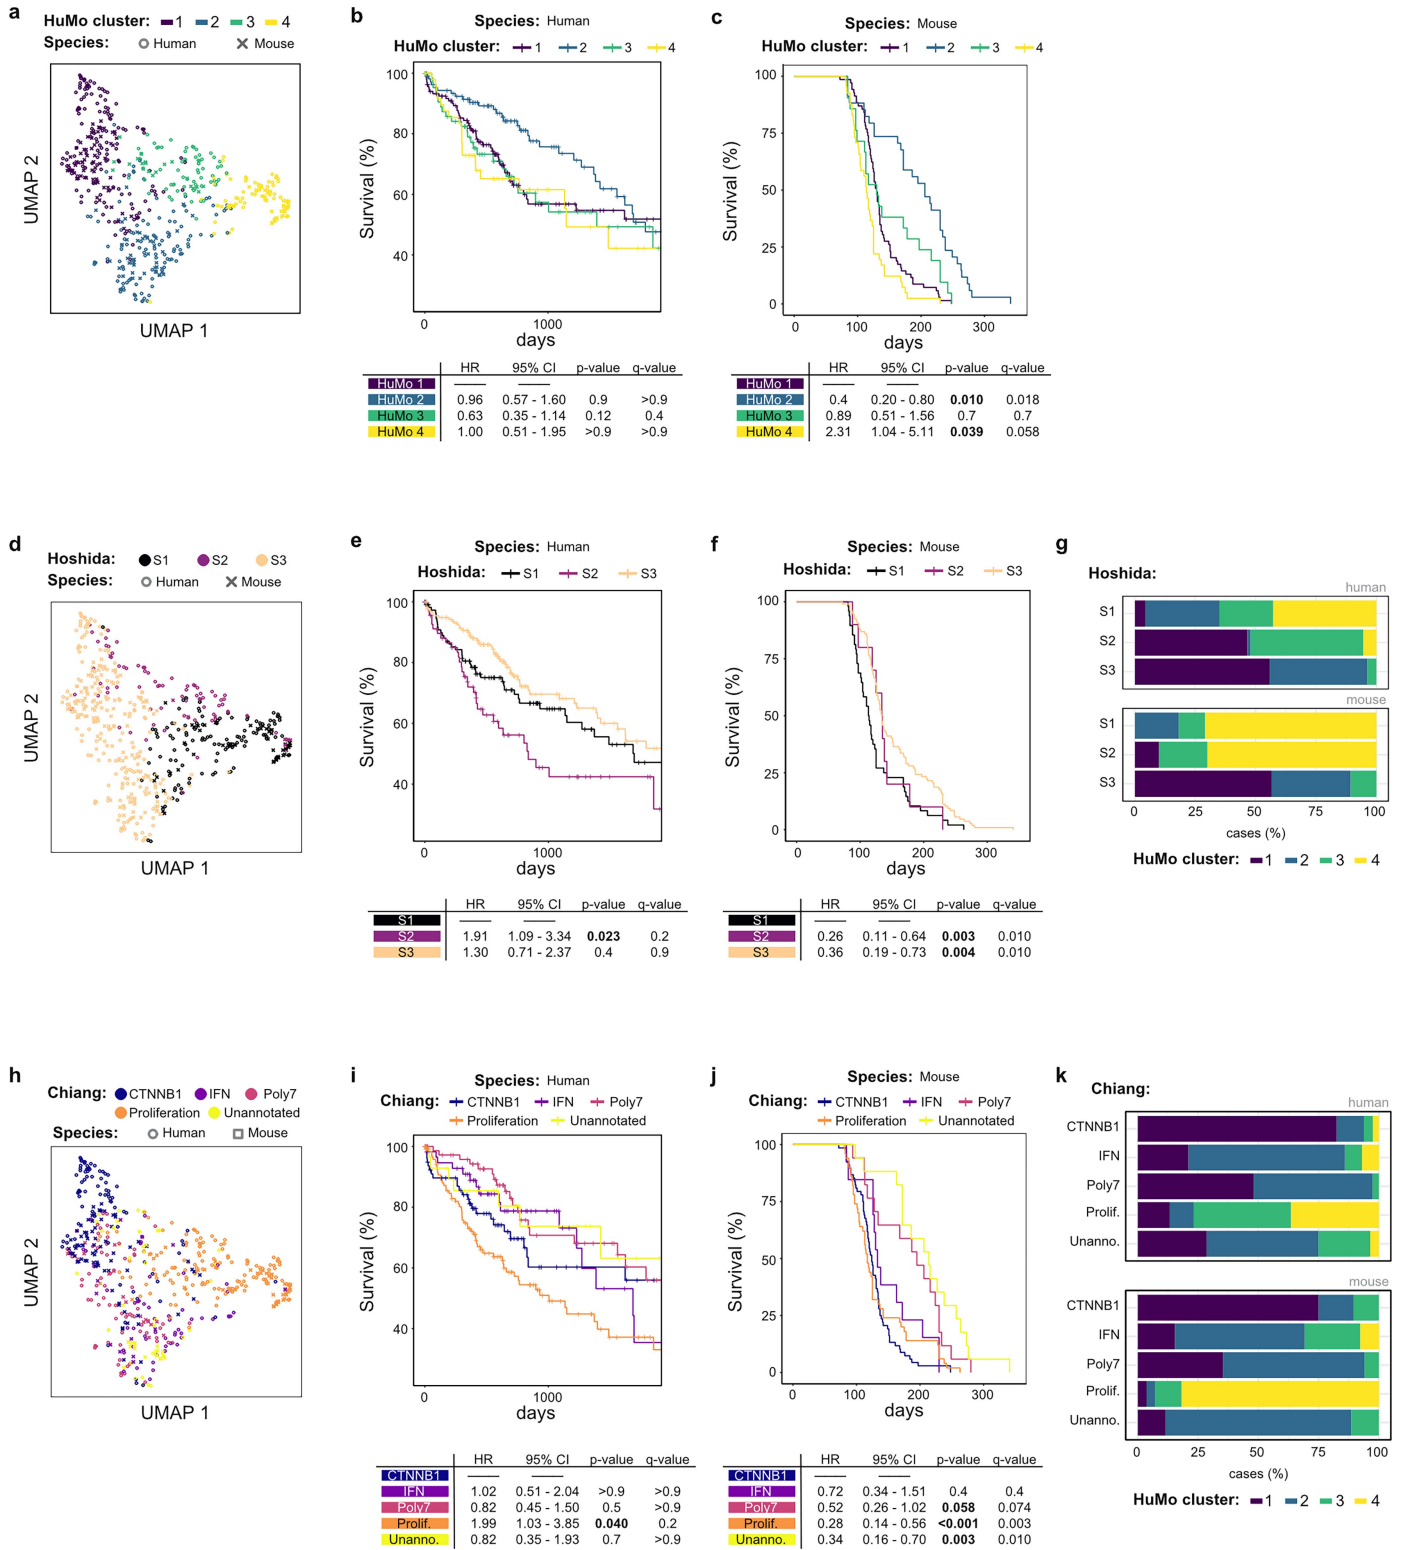 a
HuMo cluster: 1 2 3 4
Species: Human Mouse
UMAP 2
UMAP 1
b
Species: Human
HuMo cluster: 1 2 3 4
Survival (%)
100
80
60
40
0 1000
days
HR 95% CI p-value q-value
HuMo 1
HuMo 2 0.96 0.57 - 1.60 0.9 >0.9
HuMo 3 0.63 0.35 - 1.14 0.12 0.4
HuMo 4 1.00 0.51 - 1.95 >0.9 >0.9
c
Species: Mouse
HuMo cluster: 1 2 3 4
Survival (%)
100
75
50
25
0
0 100 200 300
days
HR 95% CI p-value q-value
HuMo 1
HuMo 2 0.4 0.20 - 0.80 0.010 0.018
HuMo 3 0.89 0.51 - 1.56 0.7 0.7
HuMo 4 2.31 1.04 - 5.11 0.039 0.058
d
Hoshida: S1 S2 S3
Species: Human Mouse
UMAP 2
UMAP 1
e
Species: Human
Hoshida: S1 S2 S3
Survival (%)
100
80
60
40
0 1000
days
HR 95% CI p-value q-value
S1
S2 1.91 1.09 - 3.34 0.023 0.2
S3 1.30 0.71 - 2.37 0.4 0.9
f
Species: Mouse
Hoshida: S1 S2 S3
Survival (%)
100
75
50
25
0
0 100 200 300
days
HR 95% CI p-value q-value
S1
S2 0.26 0.11 - 0.64 0.003 0.010
S3 0.36 0.19 - 0.73 0.004 0.010
g
Hoshida:
human
S1
S2
S3
mouse
S1
S2
S3
0 25 50 75 100
cases (%)
HuMo cluster: 1 2 3 4
h
Chiang: CTNNB1 IFN Poly7
Proliferation Unannotated
Species: Human Mouse
UMAP 2
UMAP 1
i
Species: Human
Chiang: CTNNB1 IFN Poly7
Proliferation Unannotated
Survival (%)
100
80
60
40
0 1000
days
HR 95% CI p-value q-value
CTNNB1
IFN 1.02 0.51 - 2.04 >0.9 >0.9
Poly7 0.82 0.45 - 1.50 0.5 >0.9
Prolif. 1.99 1.03 - 3.85 0.040 0.2
Unanno. 0.82 0.35 - 1.93 0.7 >0.9
j
Species: Mouse
Chiang: CTNNB1 IFN Poly7
Proliferation Unannotated
Survival (%)
100
75
50
25
0
0 100 200 300
days
HR 95% CI p-value q-value
CTNNB1
IFN 0.72 0.34 - 1.51 0.4 0.4
Poly7 0.52 0.26 - 1.02 0.058 0.074
Prolif. 0.28 0.14 - 0.56 <0.001 0.003
Unanno. 0.34 0.16 - 0.70 0.003 0.010
k
Chiang:
human
CTNNB1
IFN
Poly7
Prolif.
Unanno.
mouse
CTNNB1
IFN
Poly7
Prolif.
Unanno.
0 25 50 75 100
cases (%)
HuMo cluster: 1 2 3 4